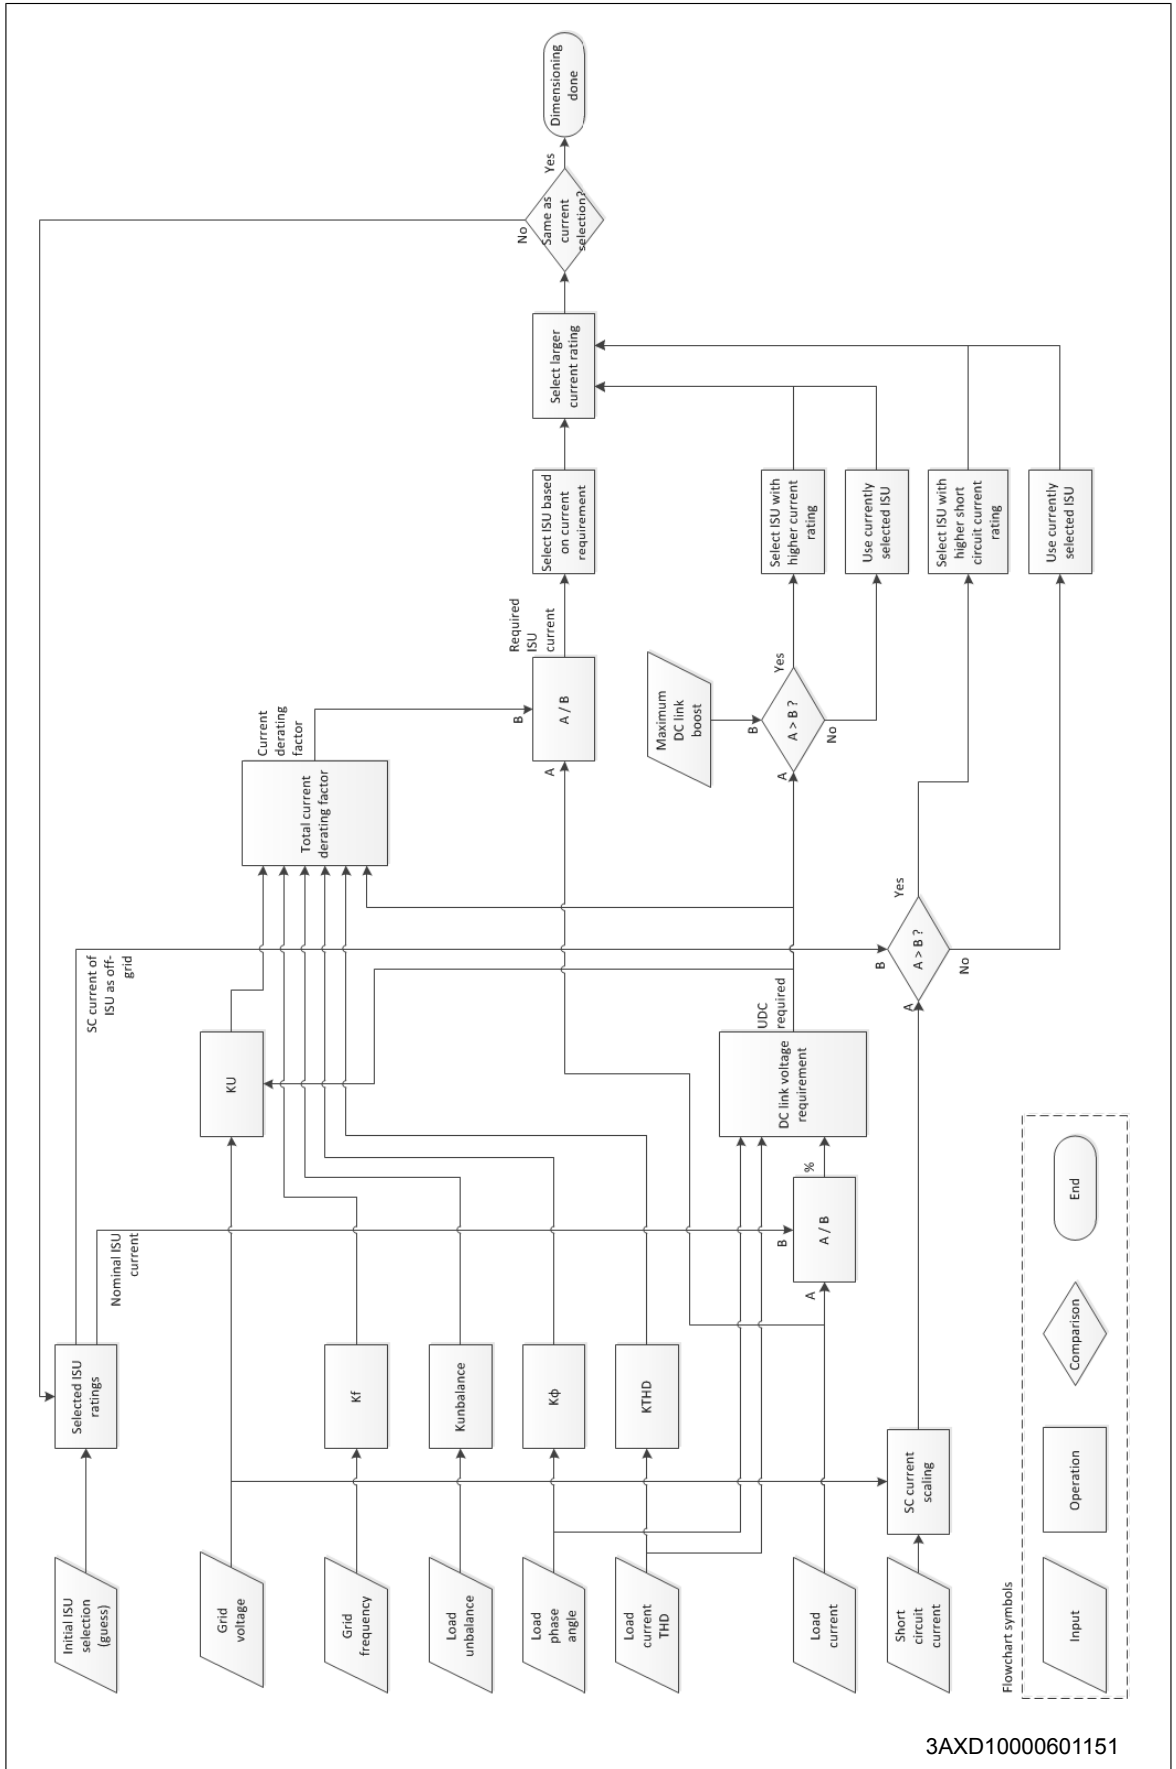 Initial ISU
selection
(guess)
Selected ISU
ratings
SC current of
ISU as off-
grid
Nominal ISU
current
No
Grid
voltage
KU
Current
derating
factor
Total current
derating factor
Grid
frequency
Kf
Load
unbalance
Kunbalance
Load
phase
angle
Kϕ
Load
current
THD
KTHD
A
B
A / B
Required
ISU
current
Select ISU based
on current
requirement
Select larger
current rating
Same as
current
selection?
Yes
Dimensioning
done
Load
current
A
B
A / B
%
DC link voltage
requirement
UDC
required
Maximum
DC link
boost
A
B
A > B ?
Yes
No
Select ISU with
higher current
rating
Use currently
selected ISU
Short
circuit
current
SC current
scaling
A
B
A > B ?
Yes
No
Select ISU with
higher short
circuit current
rating
Use currently
selected ISU
Flowchart symbols
Input
Operation
Comparison
End
3AXD10000601151